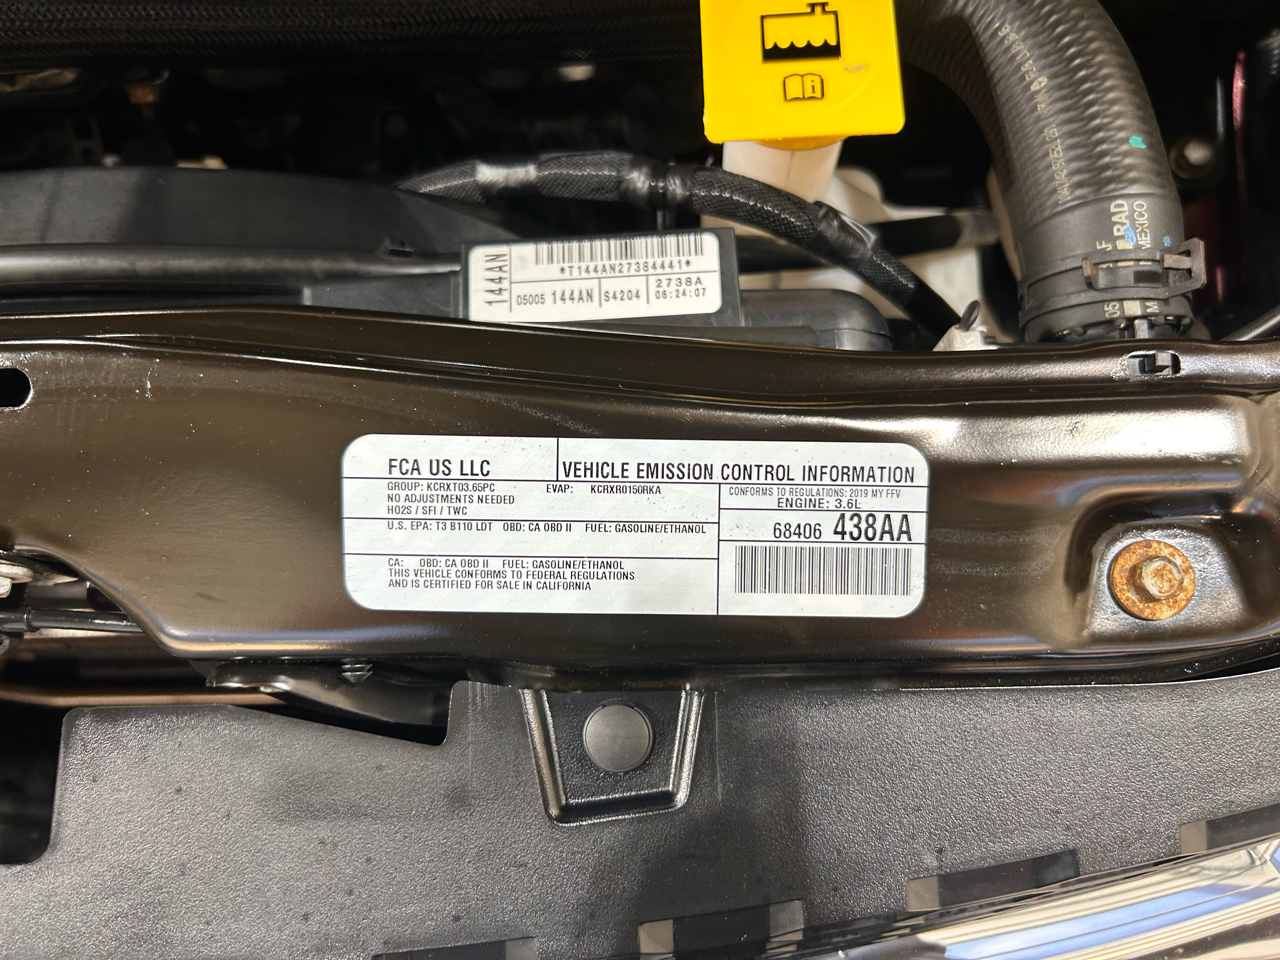 RAD
MEXICO
144AN
*T144AN27384441*
05005 144AN S4204 2738A
06:24:07
05
M
FCA US LLC
VEHICLE EMISSION CONTROL INFORMATION
GROUP: KCRXT03.65PC EVAP: KCRXR0150RKA
NO ADJUSTMENTS NEEDED
HO2S / SFI / TWC
CONFORMS TO REGULATIONS: 2019 MY FFV
ENGINE: 3.6L
U.S. EPA: T3 B110 LDT OBD: CA OBD II FUEL: GASOLINE/ETHANOL
68406 438AA
CA: OBD: CA OBD II FUEL: GASOLINE/ETHANOL
THIS VEHICLE CONFORMS TO FEDERAL REGULATIONS
AND IS CERTIFIED FOR SALE IN CALIFORNIA